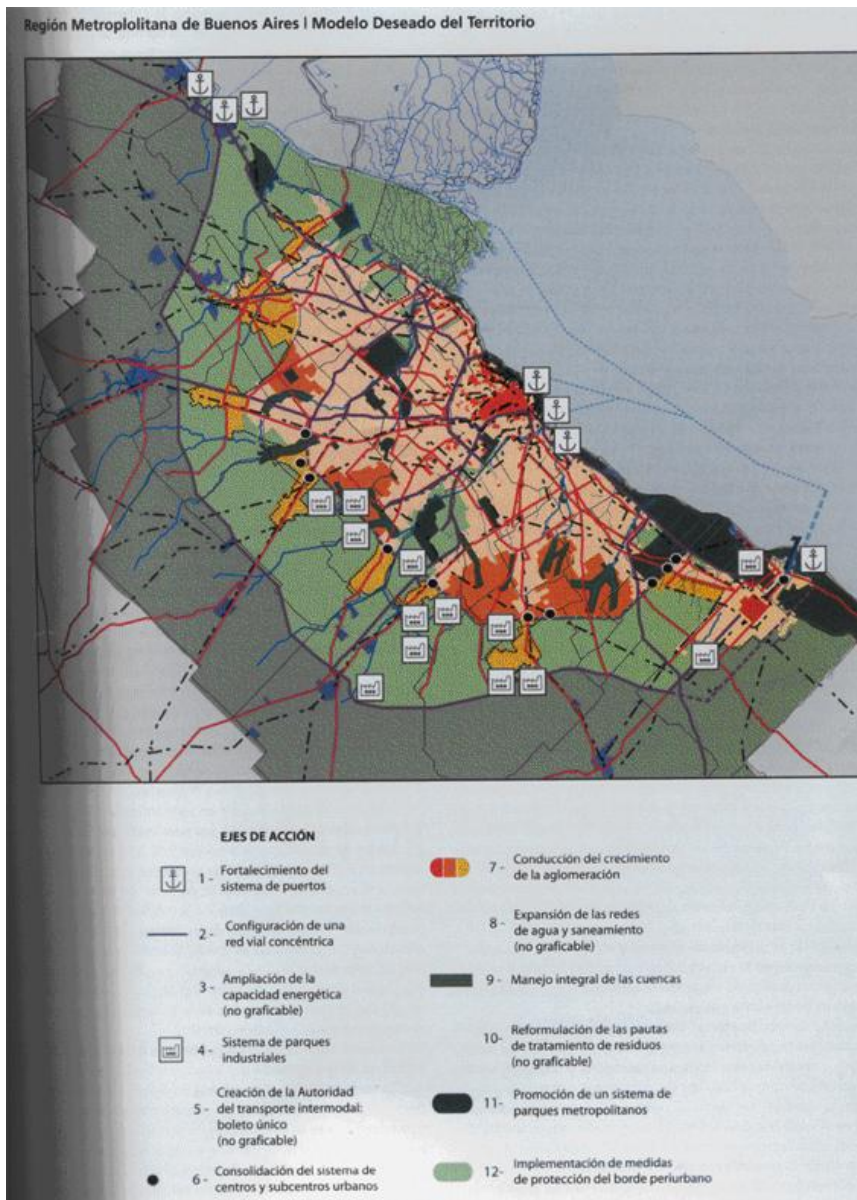 Región Metroplolitana de Buenos Aires | Modelo Deseado del Territorio
EJES DE ACCIÓN
1 - Fortalecimiento del
sistema de puertos
2 - Configuración de una
red vial concéntrica
3 - Ampliación de la
capacidad energética
(no graficable)
4 - Sistema de parques
industriales
5 - Creación de la Autoridad
del transporte intermodal:
boleto único
(no graficable)
6 - Consolidación del sistema de
centros y subcentros urbanos
7 - Conducción del crecimiento
de la aglomeración
8 - Expansión de las redes
de agua y saneamiento
(no graficable)
9 - Manejo integral de las cuencas
10- Reformulación de las pautas
de tratamiento de residuos
(no graficable)
11- Promoción de un sistema de
parques metropolitanos
12- Implementación de medidas
de protección del borde periurbano